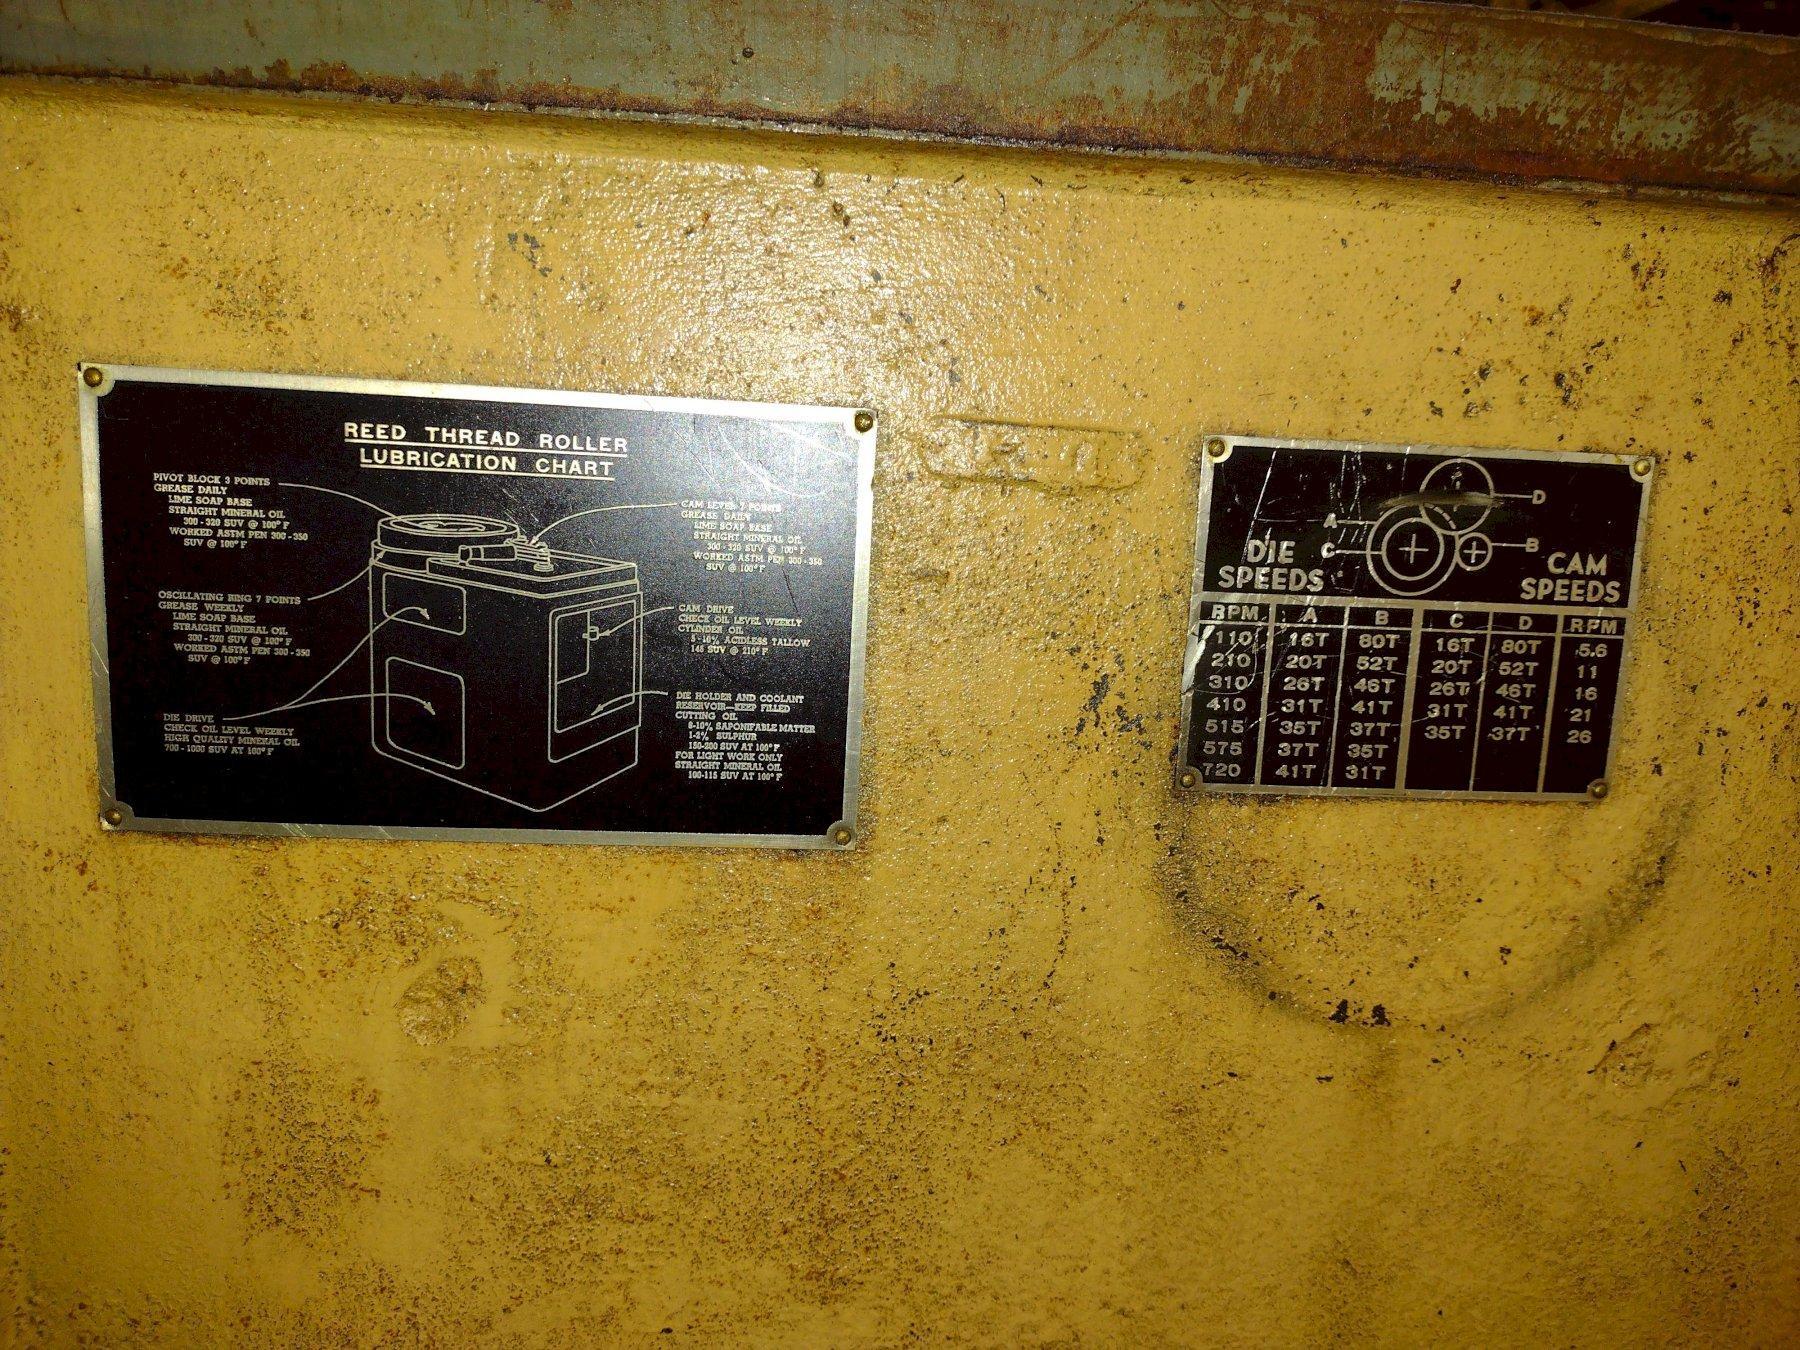 REED THREAD ROLLER
LUBRICATION CHART
PIVOT BLOCK 3 POINTS
GREASE DAILY
LIME SOAP BASE
STRAIGHT MINERAL OIL
300-320 SUV @ 100° F
WORKED ASTM PEN 300-350
SUV @ 100° F
OSCILLATING RING 7 POINTS
GREASE WEEKLY
LIME SOAP BASE
STRAIGHT MINERAL OIL
300-320 SUV @ 100° F
WORKED ASTM PEN 300-350
SUV @ 100° F
DIE DRIVE
CHECK OIL LEVEL WEEKLY
HIGH QUALITY MINERAL OIL
700-1000 SUV AT 100° F
CAM LEVEL 7 POINTS
GREASE DAILY
LIME SOAP BASE
STRAIGHT MINERAL OIL
300-320 SUV @ 100° F
WORKED ASTM PEN 300-350
SUV @ 100° F
CAM DRIVE
CHECK OIL LEVEL WEEKLY
CYLINDER OIL
5-10% ACIDLESS TALLOW
145 SUV @ 210° F
DIE HOLDER AND COOLANT
RESERVOIR—KEEP FILLED
CUTTING OIL
8-10% SAPONIFABLE MATTER
1-2% SULPHUR
150-200 SUV AT 100° F
FOR LIGHT WORK ONLY
STRAIGHT MINERAL OIL
100-115 SUV AT 100° F
D
A
C
B
DIE
SPEEDS
CAM
SPEEDS
RPM A B C D RPM
110 16T 80T 16T 80T 5.6
210 20T 52T 20T 52T 11
310 26T 46T 26T 46T 16
410 31T 41T 31T 41T 21
515 35T 37T 35T 37T 26
575 37T 35T
720 41T 31T